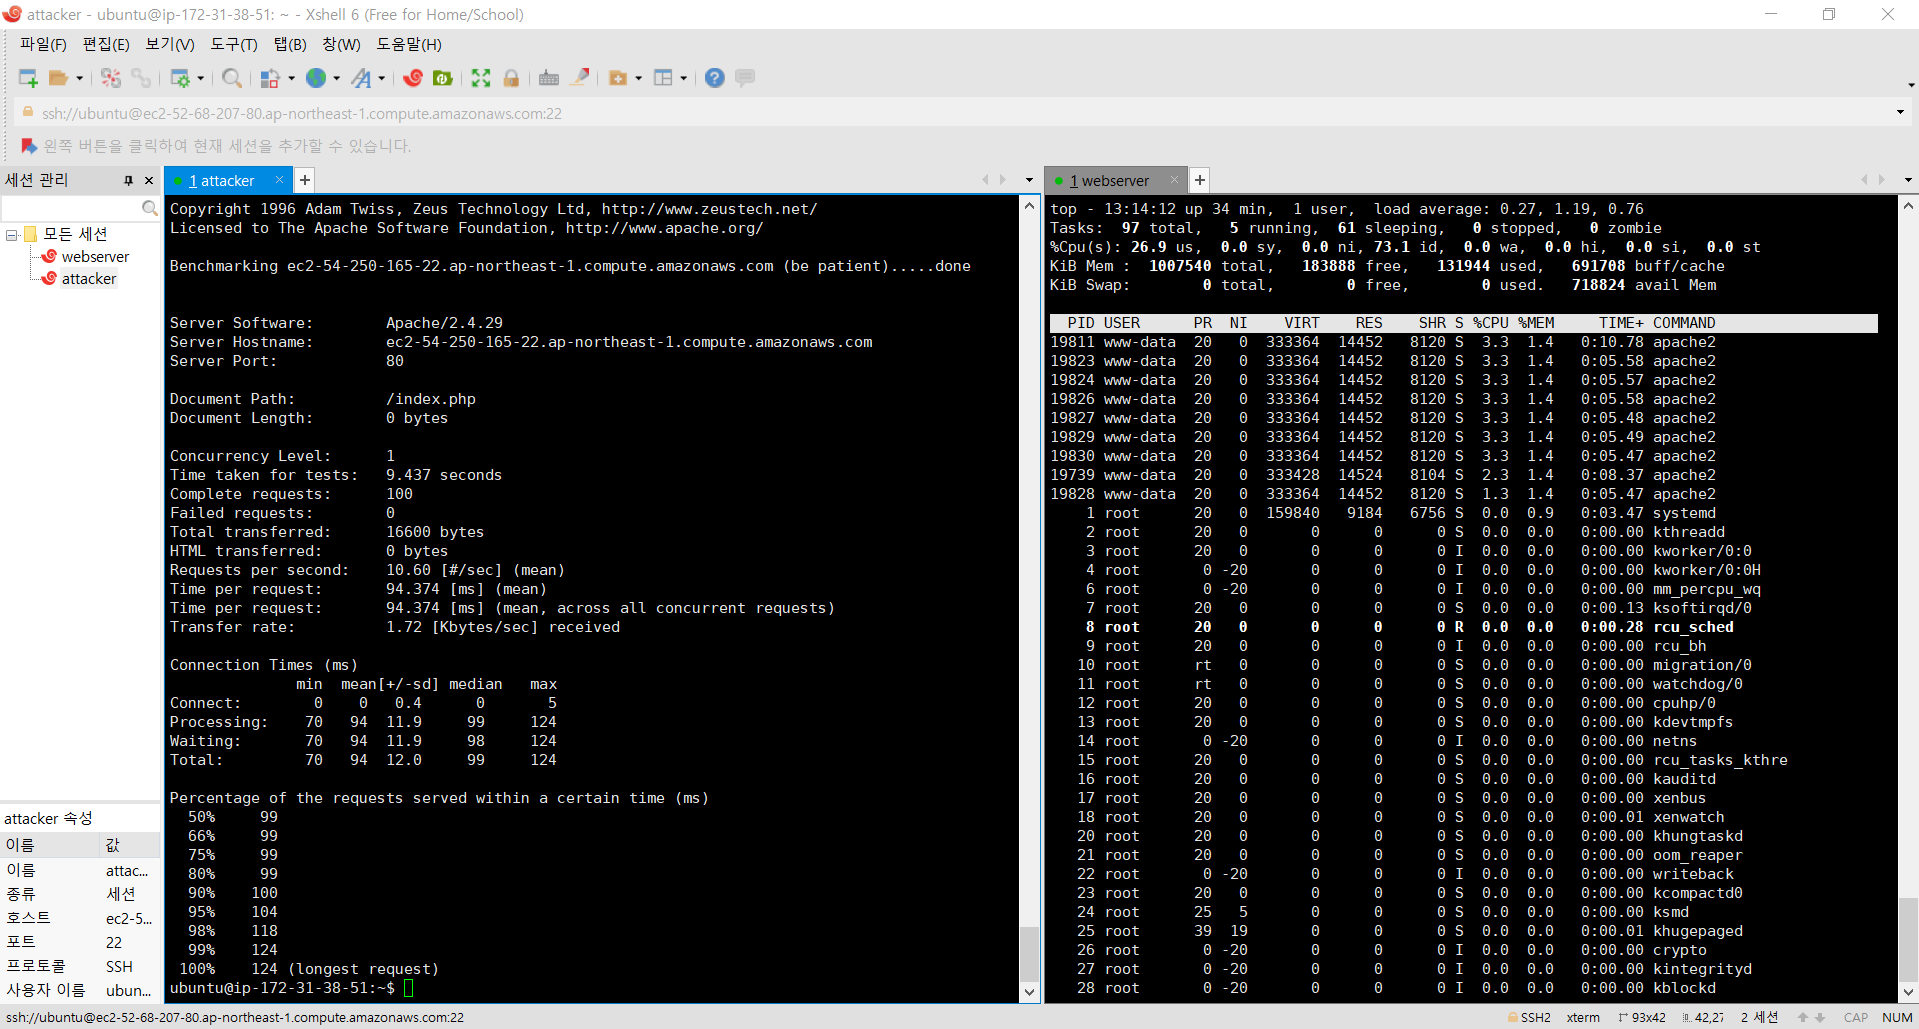 attacker - ubuntu@ip-172-31-38-51: ~ - Xshell 6 (Free for Home/School)
파일(F) 편집(E) 보기(V) 도구(T) 탭(B) 창(W) 도움말(H)
ssh://ubuntu@ec2-52-68-207-80.ap-northeast-1.compute.amazonaws.com:22
왼쪽 버튼을 클릭하여 현재 세션을 추가할 수 있습니다.
세션 관리
모든 세션
webserver
attacker
attacker 속성
이름 값
이름 attac...
종류 세션
호스트 ec2-5...
포트 22
프로토콜 SSH
사용자 이름 ubun...
1 attacker
Copyright 1996 Adam Twiss, Zeus Technology Ltd, http://www.zeustech.net/
Licensed to The Apache Software Foundation, http://www.apache.org/
Benchmarking ec2-54-250-165-22.ap-northeast-1.compute.amazonaws.com (be patient).....done
Server Software: Apache/2.4.29
Server Hostname: ec2-54-250-165-22.ap-northeast-1.compute.amazonaws.com
Server Port: 80
Document Path: /index.php
Document Length: 0 bytes
Concurrency Level: 1
Time taken for tests: 9.437 seconds
Complete requests: 100
Failed requests: 0
Total transferred: 16600 bytes
HTML transferred: 0 bytes
Requests per second: 10.60 [#/sec] (mean)
Time per request: 94.374 [ms] (mean)
Time per request: 94.374 [ms] (mean, across all concurrent requests)
Transfer rate: 1.72 [Kbytes/sec] received
Connection Times (ms)
min mean[+/-sd] median max
Connect: 0 0 0.4 0 5
Processing: 70 94 11.9 99 124
Waiting: 70 94 11.9 98 124
Total: 70 94 12.0 99 124
Percentage of the requests served within a certain time (ms)
50% 99
66% 99
75% 99
80% 99
90% 100
95% 104
98% 118
99% 124
100% 124 (longest request)
ubuntu@ip-172-31-38-51:~$
1 webserver
top - 13:14:12 up 34 min, 1 user, load average: 0.27, 1.19, 0.76
Tasks: 97 total, 5 running, 61 sleeping, 0 stopped, 0 zombie
%Cpu(s): 26.9 us, 0.0 sy, 0.0 ni, 73.1 id, 0.0 wa, 0.0 hi, 0.0 si, 0.0 st
KiB Mem : 1007540 total, 183888 free, 131944 used, 691708 buff/cache
KiB Swap: 0 total, 0 free, 0 used. 718824 avail Mem
PID USER PR NI VIRT RES SHR S %CPU %MEM TIME+ COMMAND
19811 www-data 20 0 333364 14452 8120 S 3.3 1.4 0:10.78 apache2
19823 www-data 20 0 333364 14452 8120 S 3.3 1.4 0:05.58 apache2
19824 www-data 20 0 333364 14452 8120 S 3.3 1.4 0:05.57 apache2
19826 www-data 20 0 333364 14452 8120 S 3.3 1.4 0:05.58 apache2
19827 www-data 20 0 333364 14452 8120 S 3.3 1.4 0:05.48 apache2
19829 www-data 20 0 333364 14452 8120 S 3.3 1.4 0:05.49 apache2
19830 www-data 20 0 333364 14452 8120 S 3.3 1.4 0:05.47 apache2
19739 www-data 20 0 333428 14524 8104 S 2.3 1.4 0:08.37 apache2
19828 www-data 20 0 333364 14452 8120 S 1.3 1.4 0:05.47 apache2
1 root 20 0 159840 9184 6756 S 0.0 0.9 0:03.47 systemd
2 root 20 0 0 0 0 S 0.0 0.0 0:00.00 kthreadd
3 root 20 0 0 0 0 I 0.0 0.0 0:00.00 kworker/0:0
4 root 0 -20 0 0 0 I 0.0 0.0 0:00.00 kworker/0:0H
6 root 0 -20 0 0 0 I 0.0 0.0 0:00.00 mm_percpu_wq
7 root 20 0 0 0 0 S 0.0 0.0 0:00.13 ksoftirqd/0
8 root 20 0 0 0 0 R 0.0 0.0 0:00.28 rcu_sched
9 root 20 0 0 0 0 I 0.0 0.0 0:00.00 rcu_bh
10 root rt 0 0 0 0 S 0.0 0.0 0:00.00 migration/0
11 root rt 0 0 0 0 S 0.0 0.0 0:00.00 watchdog/0
12 root 20 0 0 0 0 S 0.0 0.0 0:00.00 cpuhp/0
13 root 20 0 0 0 0 S 0.0 0.0 0:00.00 kdevtmpfs
14 root 0 -20 0 0 0 I 0.0 0.0 0:00.00 netns
15 root 20 0 0 0 0 S 0.0 0.0 0:00.00 rcu_tasks_kthre
16 root 20 0 0 0 0 S 0.0 0.0 0:00.00 kauditd
17 root 20 0 0 0 0 S 0.0 0.0 0:00.00 xenbus
18 root 20 0 0 0 0 S 0.0 0.0 0:00.01 xenwatch
20 root 20 0 0 0 0 S 0.0 0.0 0:00.00 khungtaskd
21 root 20 0 0 0 0 S 0.0 0.0 0:00.00 oom_reaper
22 root 0 -20 0 0 0 I 0.0 0.0 0:00.00 writeback
23 root 20 0 0 0 0 S 0.0 0.0 0:00.00 kcompactd0
24 root 25 5 0 0 0 S 0.0 0.0 0:00.00 ksmd
25 root 39 19 0 0 0 S 0.0 0.0 0:00.01 khugepaged
26 root 0 -20 0 0 0 I 0.0 0.0 0:00.00 crypto
27 root 0 -20 0 0 0 I 0.0 0.0 0:00.00 kintegrityd
28 root 0 -20 0 0 0 I 0.0 0.0 0:00.00 kblockd
ssh://ubuntu@ec2-52-68-207-80.ap-northeast-1.compute.amazonaws.com:22
SSH2 xterm 93x42 42,27 2 세션 CAP NUM